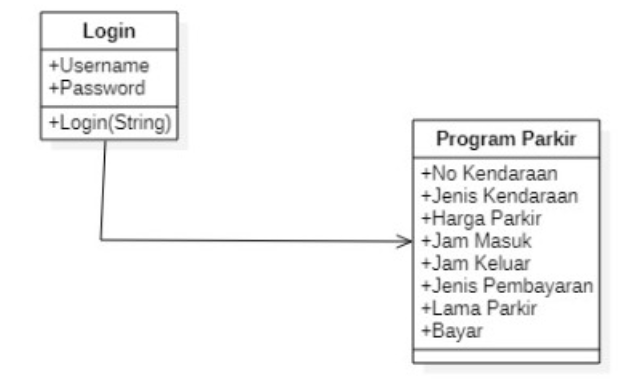 Login
+Username
+Password
+Login(String)
Program Parkir
+No Kendaraan
+Jenis Kendaraan
+Harga Parkir
+Jam Masuk
+Jam Keluar
+Jenis Pembayaran
+Lama Parkir
+Bayar